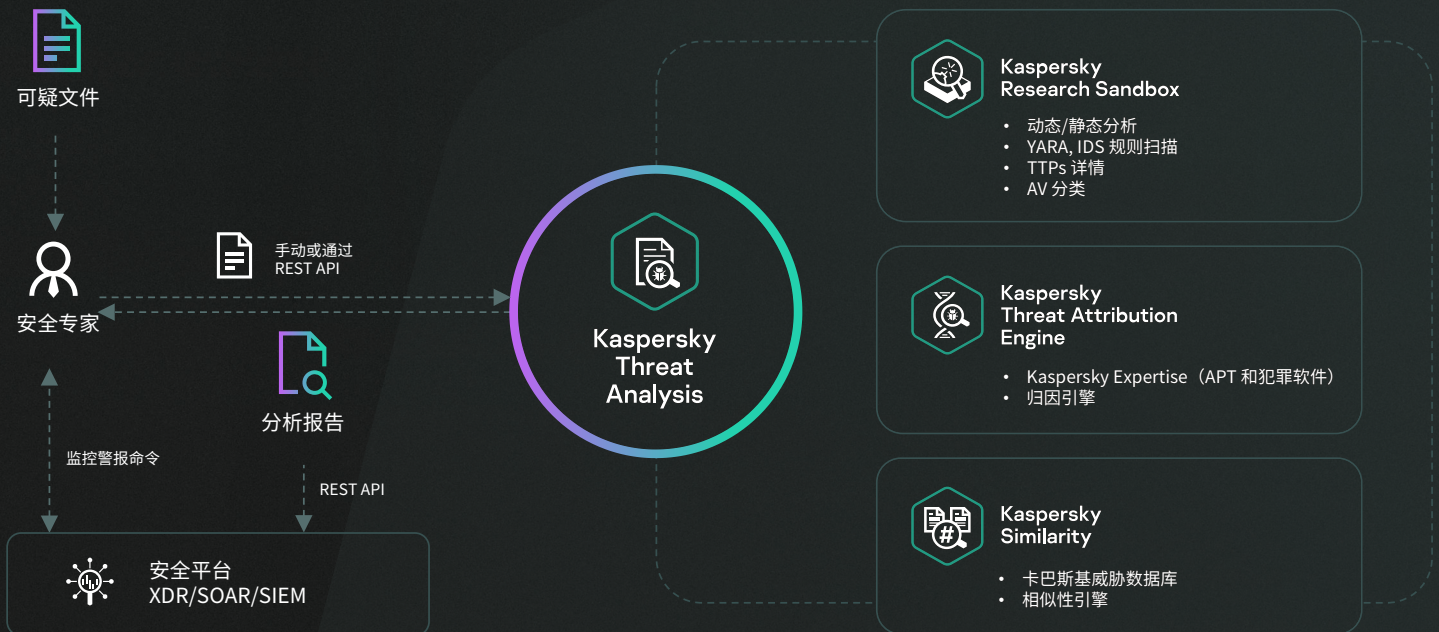 可疑文件
安全专家
手动或通过
REST API
分析报告
监控警报命令
REST API
安全平台
XDR/SOAR/SIEM
Kaspersky
Threat
Analysis
Kaspersky
Research Sandbox
• 动态/静态分析
• YARA, IDS 规则扫描
• TTPs 详情
• AV 分类
Kaspersky
Threat Attribution
Engine
• Kaspersky Expertise（APT 和犯罪软件）
• 归因引擎
#
Kaspersky
Similarity
• 卡巴斯基威胁数据库
• 相似性引擎